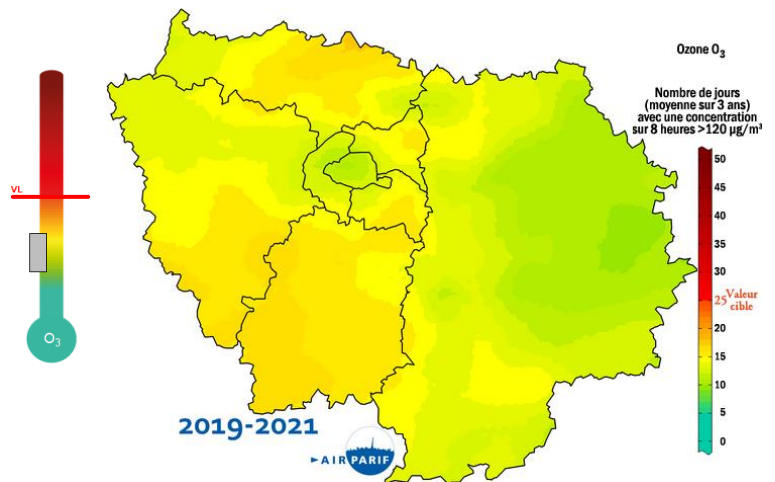 Ozone O3
Nombre de jours
(moyenne sur 3 ans)
avec une concentration
sur 8 heures >120 µg/m³
VL
O3
50
45
40
35
30
25 Valeur
cible
20
15
10
5
0
2019-2021
AIRPARIF